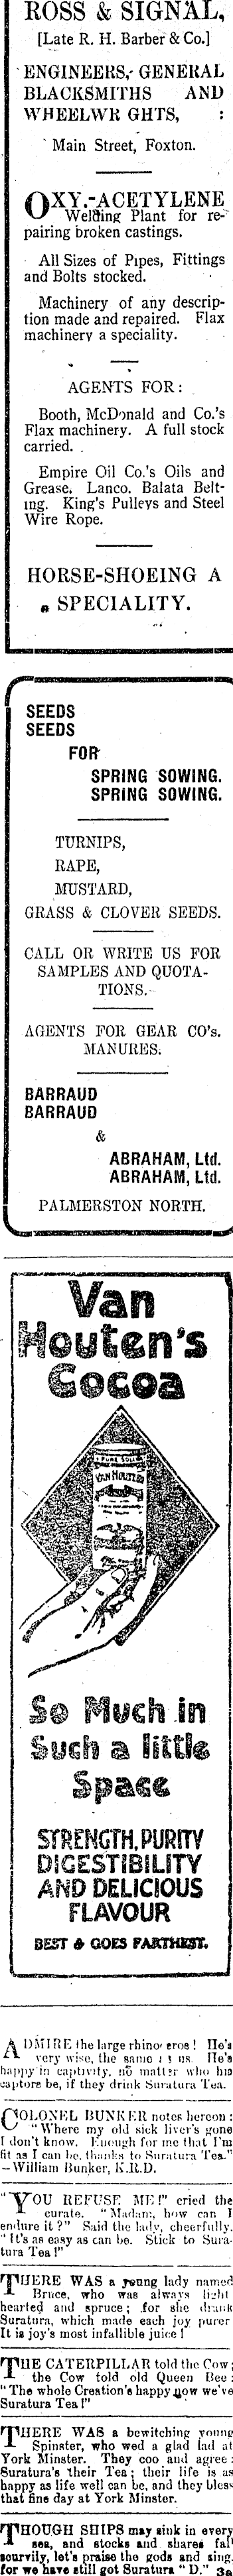 ROSS & SIGNAL,
[Late R. H. Barber & Co.]
ENGINEERS, GENERAL
BLACKSMITHS AND
WHEELWR GHTS, :
Main Street, Foxton.
OXY.-ACETYLENE
Welding Plant for re-
pairing broken castings.
All Sizes of Pipes, Fittings
and Bolts stocked.
Machinery of any descrip-
tion made and repaired. Flax
machinery a speciality.
AGENTS FOR:
Booth, McDonald and Co.'s
Flax machinery. A full stock
carried.
Empire Oil Co.'s Oils and
Grease. Lanco. Balata Belt-
ing. King's Pulleys and Steel
Wire Rope.
HORSE-SHOEING A
SPECIALITY.
SEEDS
SEEDS
FOR
SPRING SOWING.
SPRING SOWING.
TURNIPS,
RAPE,
MUSTARD,
GRASS & CLOVER SEEDS.
CALL OR WRITE US FOR
SAMPLES AND QUOTA-
TIONS.
AGENTS FOR GEAR CO's.
MANURES.
BARRAUD
BARRAUD
&
ABRAHAM, Ltd.
ABRAHAM, Ltd.
PALMERSTON NORTH.
Van
Houten's
Cocoa
VAN HOUTEN
So Much in
Such a little
Space
STRENGTH, PURITY
DIGESTIBILITY
AND DELICIOUS
FLAVOUR
BEST & GOES FARTHEST.
ADMIRE the large rhinoceros! He's
very wise, the same as us. He's
happy in captivity, no matter who his
captors be, if they drink Suratura Tea.
COLONEL BUNKER notes hereon:
"Where my old sick liver's gone
I don't know. Enough for me that I'm
fit as I can be, thanks to Suratura Tea."
—William Bunker, K.R.D.
"YOU REFUSE ME!" cried the
curate. "Madam, how can I
endure it?" Said the lady, cheerfully,
"It's as easy as can be. Stick to Sura-
tura Tea!"
THERE WAS a young lady named
Bruce, who was always light
hearted and spruce; for she drank
Suratura, which made each joy purer
It is joy's most infallible juice!
THE CATERPILLAR told the Cow;
the Cow told old Queen Bee:
"The whole Creation's happy now we've
Suratura Tea!"
THERE WAS a bewitching young
Spinster, who wed a glad lad at
York Minster. They coo and agree:
Suratura's their Tea; their life is as
happy as life well can be, and they bless
that fine day at York Minster.
THOUGH SHIPS may sink in every
sea, and stocks and shares fall
sourvily, let's praise the gods and sing,
for we have still got Suratura "D." 3a